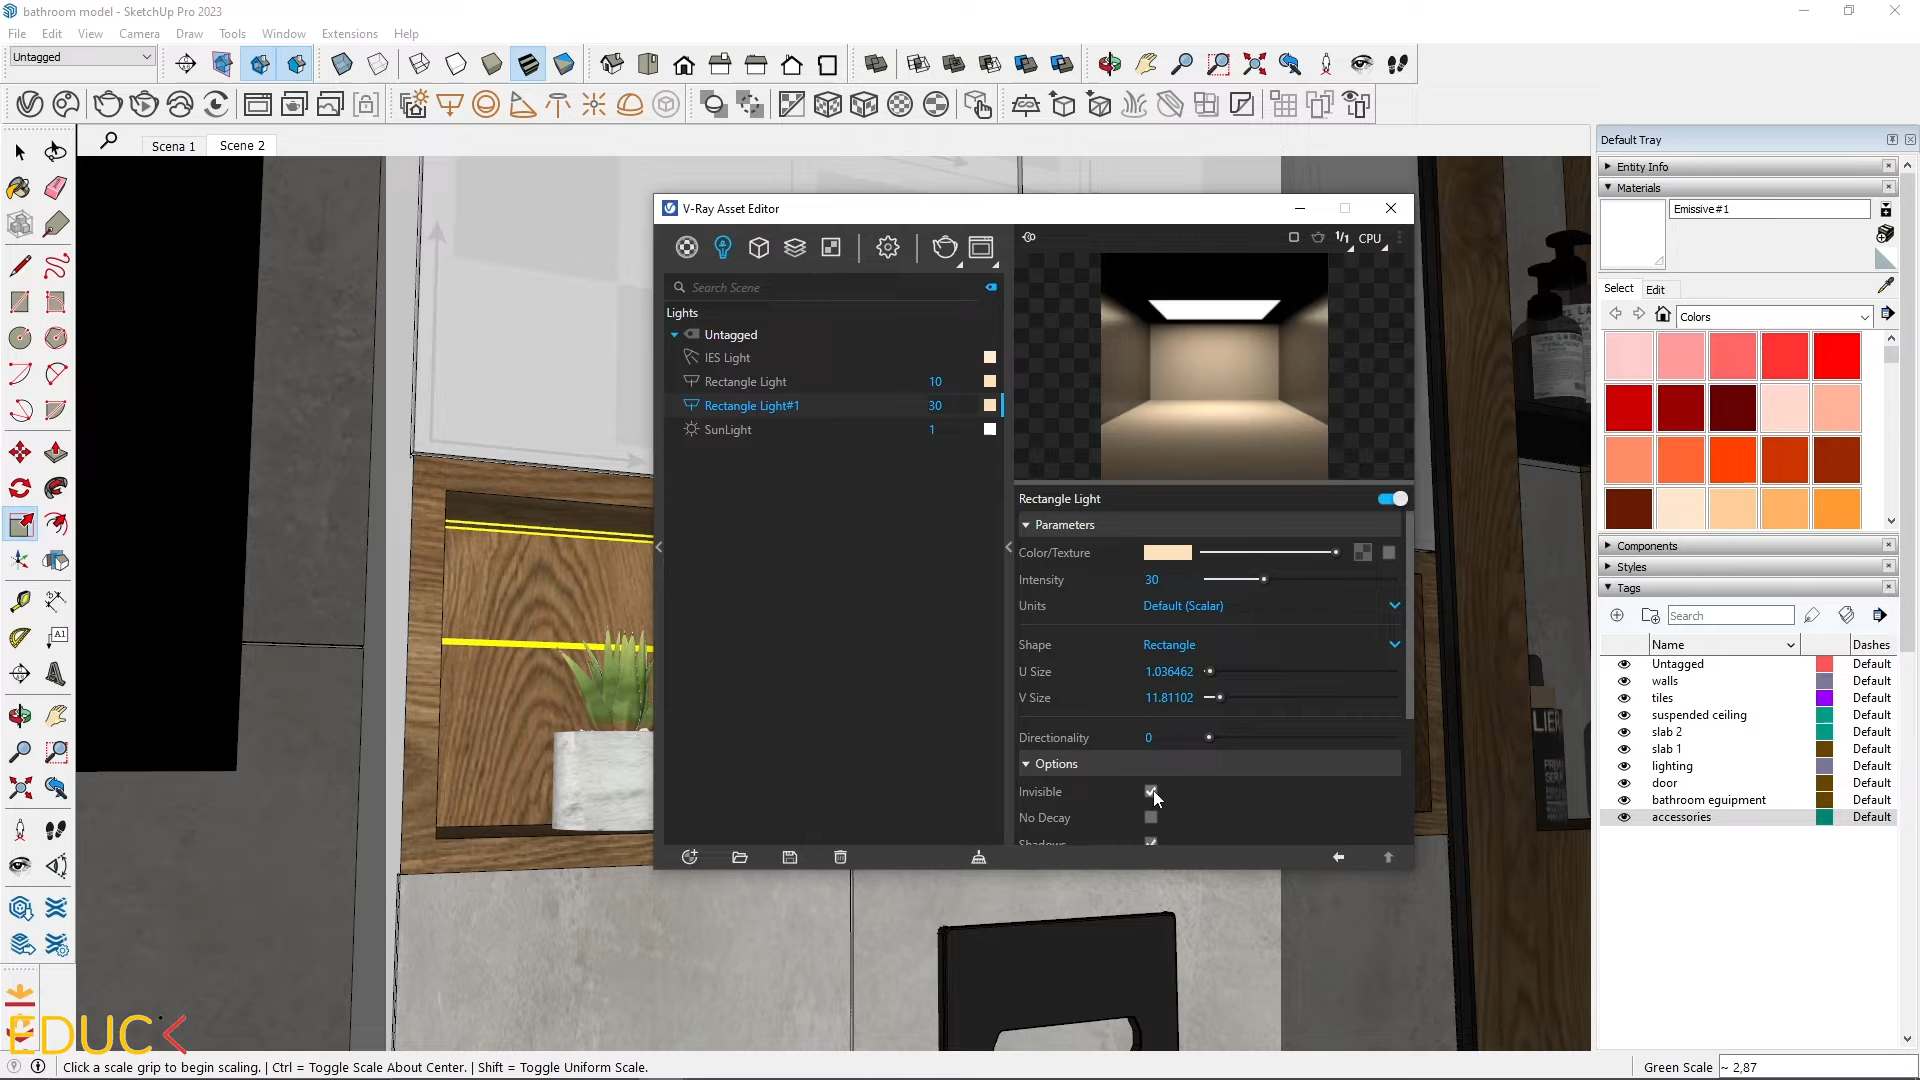 bathroom model - SketchUp Pro 2023
File Edit View Camera Draw Tools Window Extensions Help
Untagged
Scena 1 Scene 2
Default Tray
Entity Info
Materials
Emissive#1
Select Edit
Colors
Components
Styles
Tags
Search
Name Dashes
Untagged Default
walls Default
tiles Default
suspended ceiling Default
slab 2 Default
slab 1 Default
lighting Default
door Default
bathroom eguipment Default
accessories Default
V-Ray Asset Editor
1/1 CPU
Search Scene
Lights
Untagged
IES Light
Rectangle Light 10
Rectangle Light#1 30
SunLight 1
Rectangle Light
Parameters
Color/Texture
Intensity 30
Units Default (Scalar)
Shape Rectangle
U Size 1.036462
V Size 11.81102
Directionality 0
Options
Invisible
No Decay
Shadows
A1
LIER
EDUC
Click a scale grip to begin scaling. | Ctrl = Toggle Scale About Center. | Shift = Toggle Uniform Scale.
Green Scale ~ 2,87